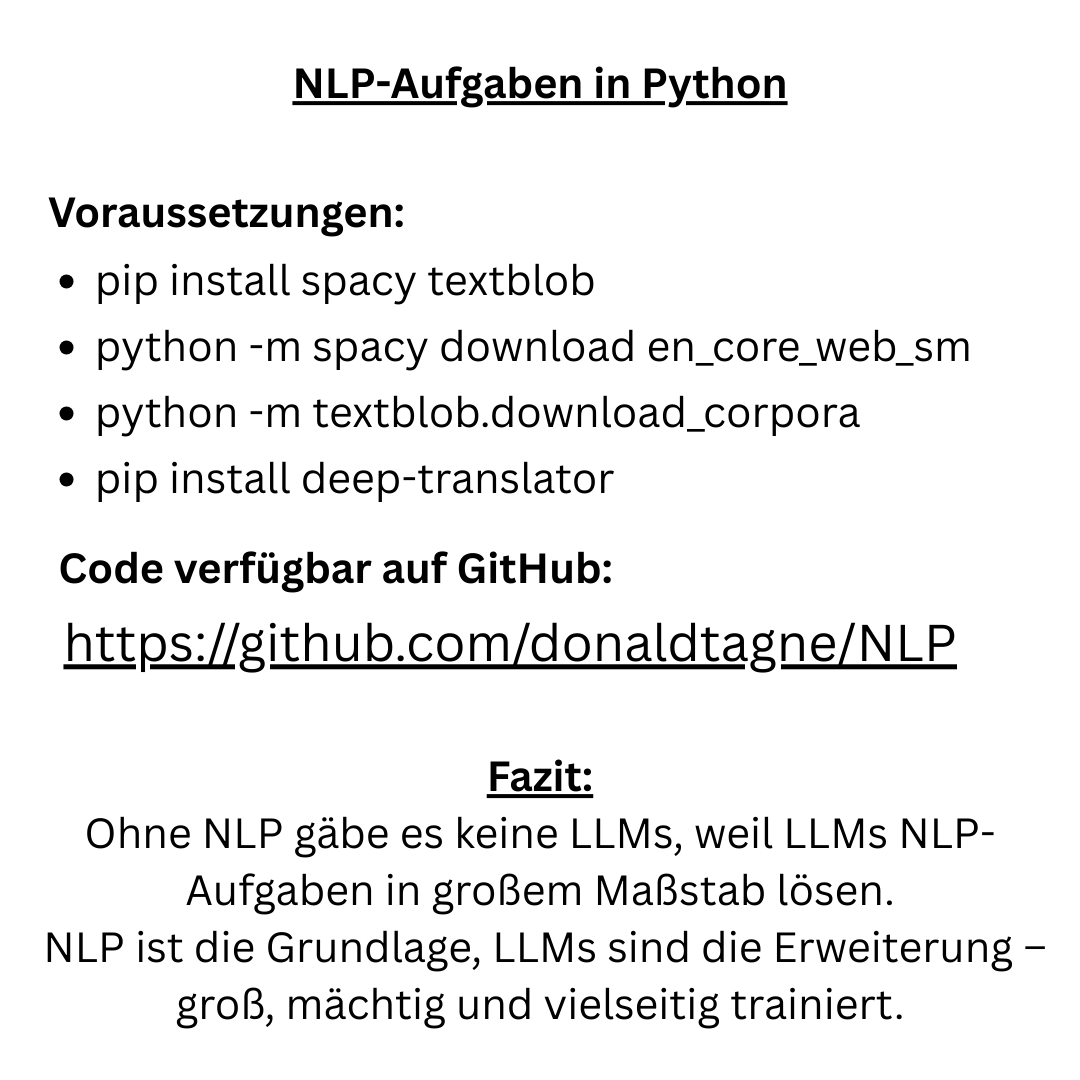 NLP-Aufgaben in Python
Voraussetzungen:
• pip install spacy textblob
• python -m spacy download en_core_web_sm
• python -m textblob.download_corpora
• pip install deep-translator
Code verfügbar auf GitHub:
https://github.com/donaldtagne/NLP
Fazit:
Ohne NLP gäbe es keine LLMs, weil LLMs NLP-
Aufgaben in großem Maßstab lösen.
NLP ist die Grundlage, LLMs sind die Erweiterung –
groß, mächtig und vielseitig trainiert.